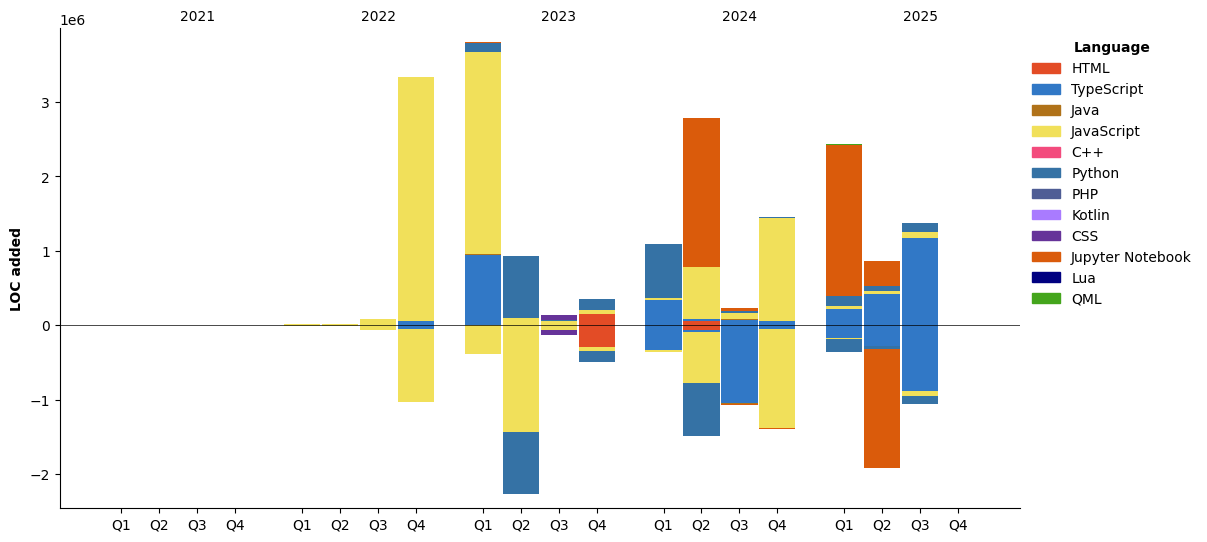 2021 2022 2023 2024 2025
1e6
LOC added
3
2
1
0
−1
−2
Q1 Q2 Q3 Q4 Q1 Q2 Q3 Q4 Q1 Q2 Q3 Q4 Q1 Q2 Q3 Q4 Q1 Q2 Q3 Q4
Language
HTML
TypeScript
Java
JavaScript
C++
Python
PHP
Kotlin
CSS
Jupyter Notebook
Lua
QML